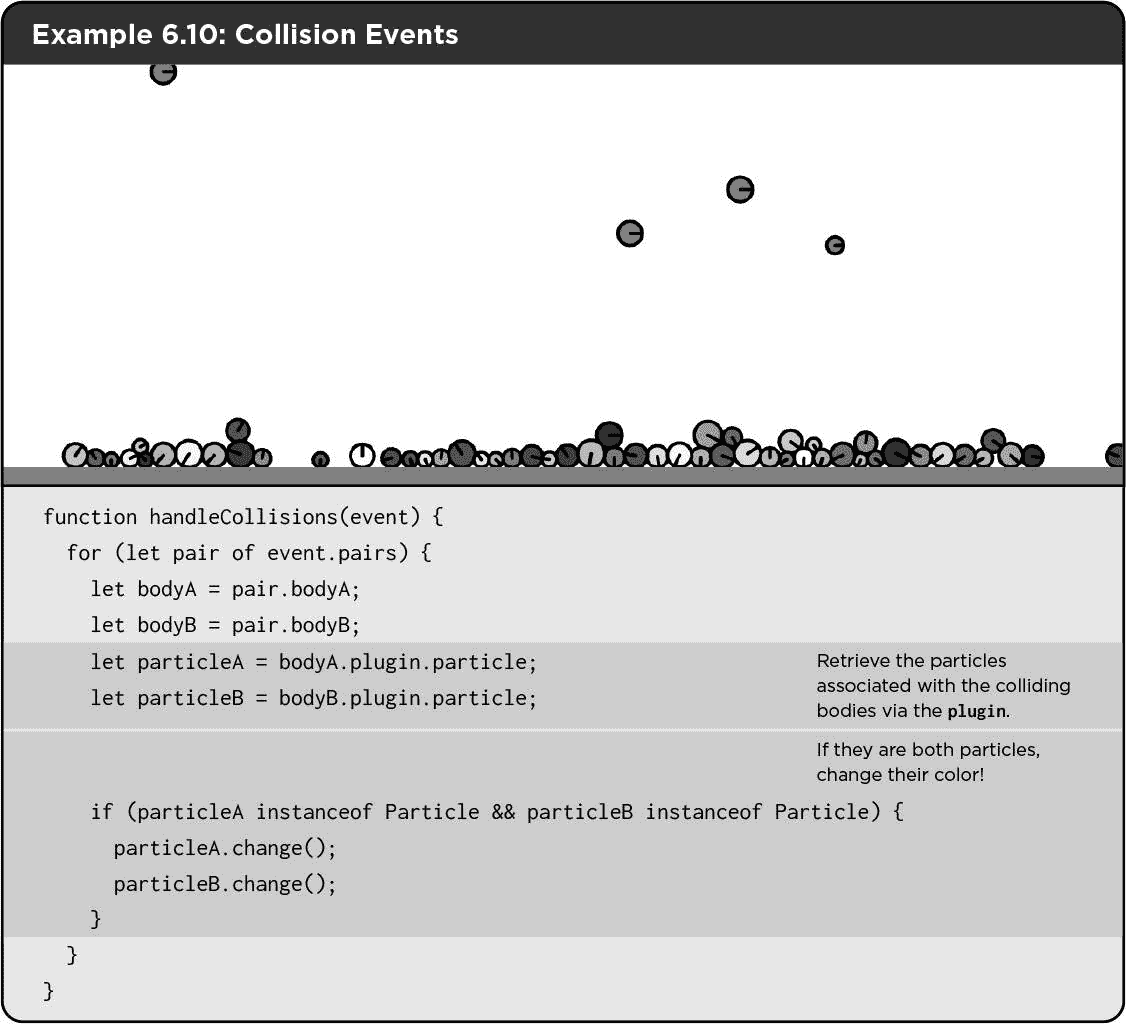 Example 6.10: Collision Events
function handleCollisions(event) {
  for (let pair of event.pairs) {
    let bodyA = pair.bodyA;
    let bodyB = pair.bodyB;
    let particleA = bodyA.plugin.particle;
    let particleB = bodyB.plugin.particle;
Retrieve the particles
associated with the colliding
bodies via the plugin.
If they are both particles,
change their color!
    if (particleA instanceof Particle && particleB instanceof Particle) {
      particleA.change();
      particleB.change();
    }
  }
}